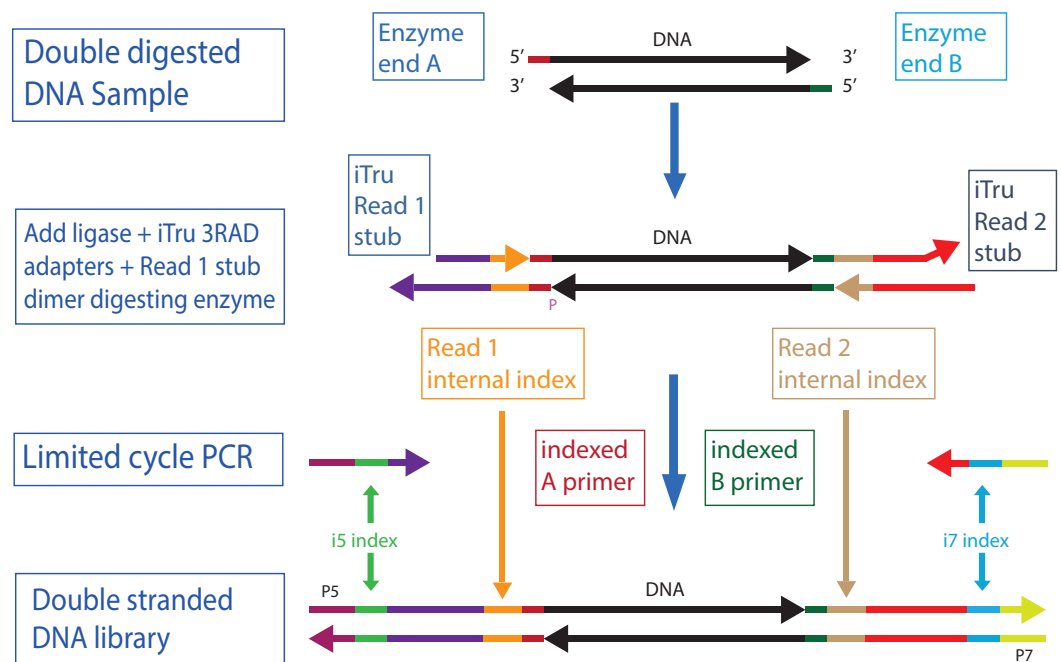 Double digested
DNA Sample
Enzyme
end A
5’
DNA
3’
3’
5’
Enzyme
end B
iTru
Read 1
stub
iTru
Read 2
stub
Add ligase + iTru 3RAD
adapters + Read 1 stub
dimer digesting enzyme
DNA
P
Read 1
internal index
Read 2
internal index
Limited cycle PCR
indexed
A primer
indexed
B primer
i5 index
i7 index
Double stranded
DNA library
P5
DNA
P7